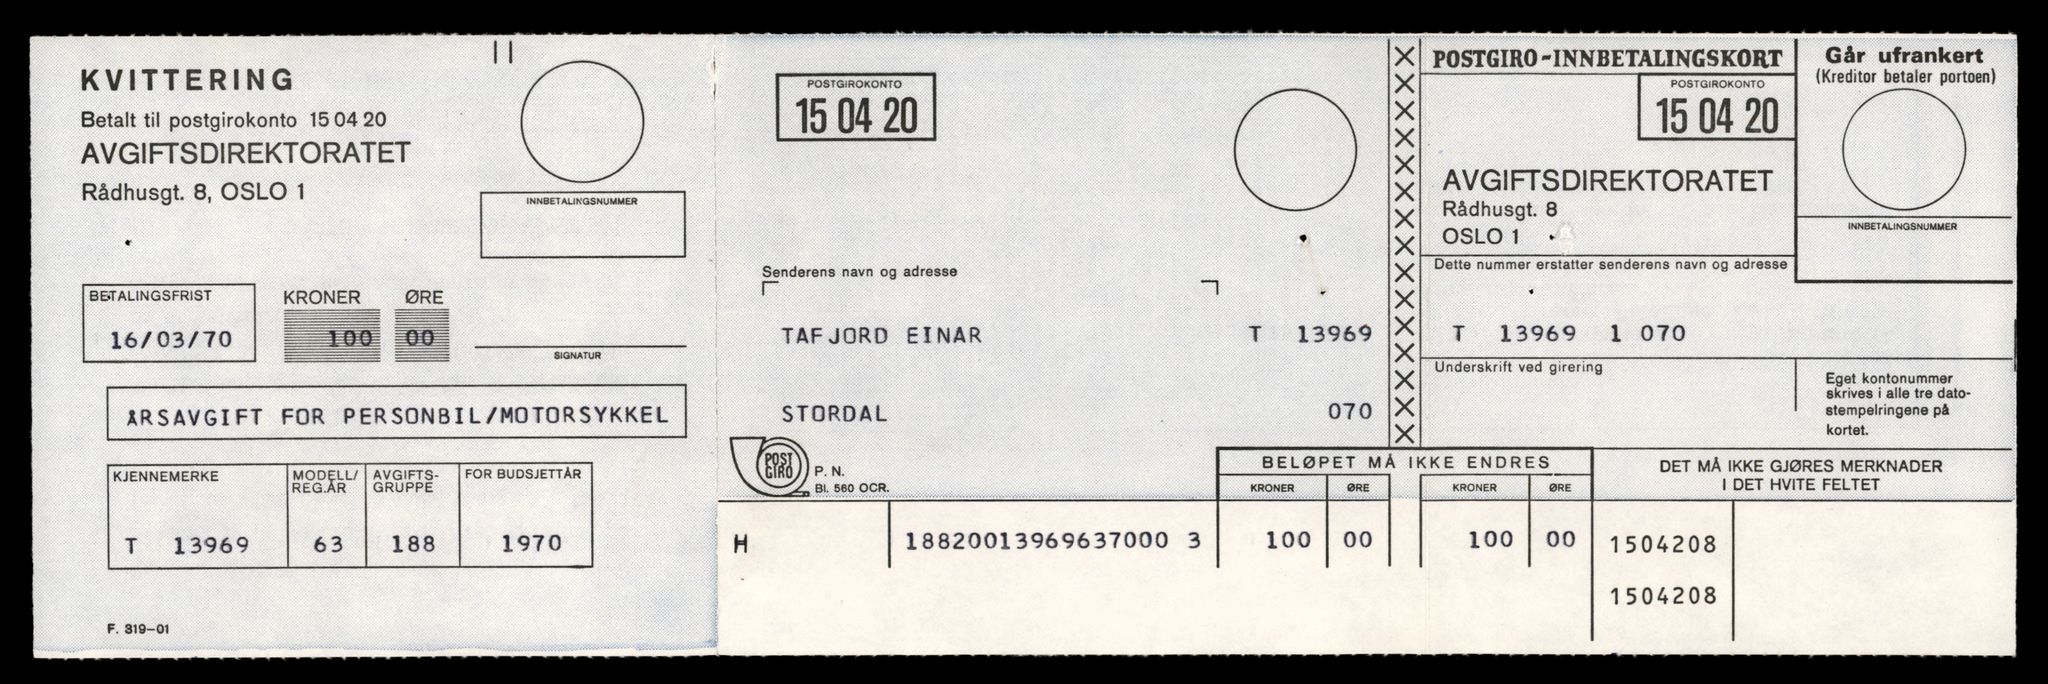 KVITTERING
Betalt til postgirokonto 15 04 20
AVGIFTSDIREKTORATET
Rådhusgt. 8, OSLO 1
INNBETALINGSNUMMER
BETALINGSFRIST
16/03/70
KRONER ØRE
100 00
SIGNATUR
ÅRSAVGIFT FOR PERSONBIL/MOTORSYKKEL
KJENNEMERKE
MODELL/
REG.ÅR
AVGIFTS-
GRUPPE
FOR BUDSJETTÅR
T 13969 63 188 1970
F. 319-01
POSTGIROKONTO
15 04 20
Senderens navn og adresse
TAFJORD EINAR T 13969
STORDAL 070
POST
GIRO
P. N.
Bl. 560 OCR.
BELØPET MÅ IKKE ENDRES
KRONER ØRE KRONER ØRE
H 18820013969637000 3 100 00 100 00 1504208
1504208
POSTGIRO-INNBETALINGSKORT
POSTGIROKONTO
15 04 20
AVGIFTSDIREKTORATET
Rådhusgt. 8
OSLO 1
Går ufrankert
(Kreditor betaler portoen)
INNBETALINGSNUMMER
Dette nummer erstatter senderens navn og adresse
T 13969 1 070
Underskrift ved girering
Eget kontonummer
skrives i alle tre dato-
stempelringene på
kortet.
DET MÅ IKKE GJØRES MERKNADER
I DET HVITE FELTET